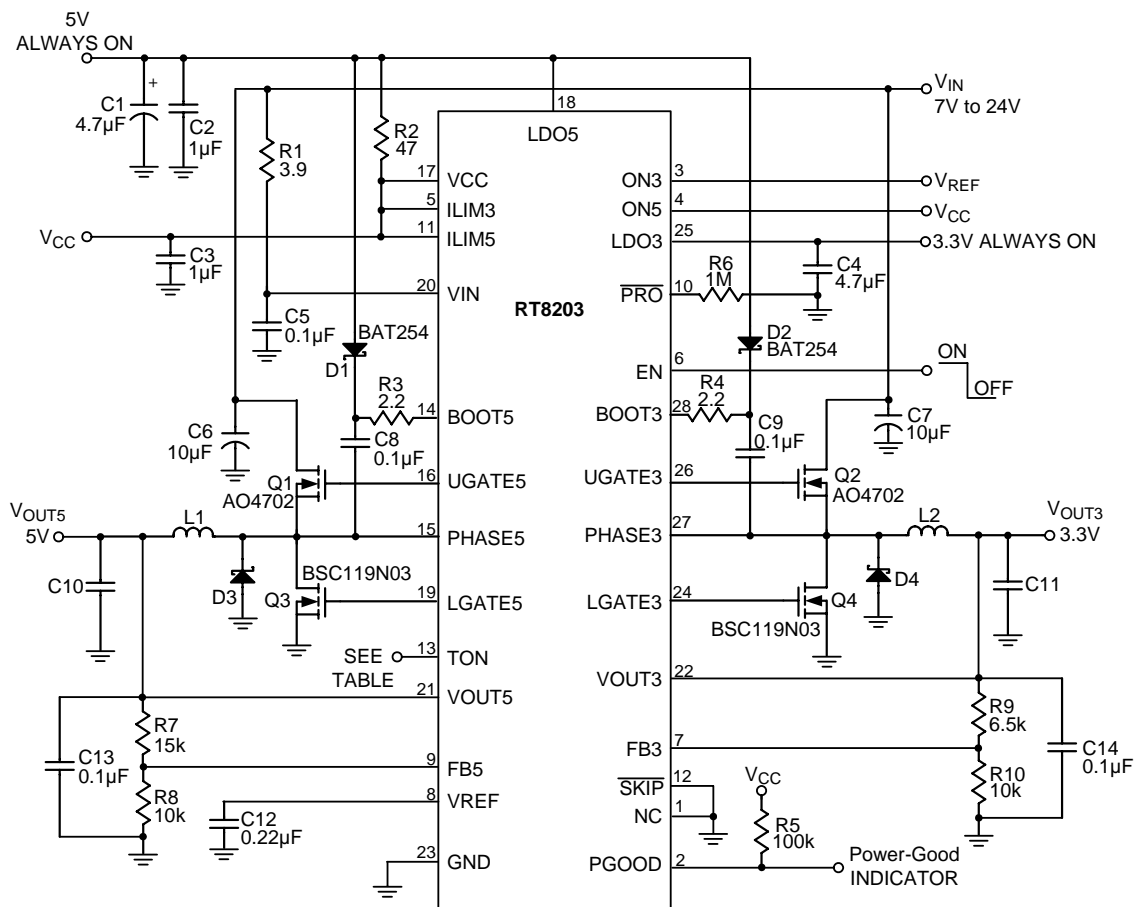 5V
ALWAYS ON
C1
4.7µF
+
C2
1µF
R1
3.9
R2
47
18
LDO5
VIN
7V to 24V
17
VCC
5
ILIM3
11
ILIM5
VCC
C3
1µF
20
VIN
C5
0.1µF
BAT254
D1
R3
2.2
14
BOOT5
C8
0.1µF
C6
10µF
Q1
AO4702
16
UGATE5
VOUT5
5V
L1
15
PHASE5
C10
D3
BSC119N03
Q3
19
LGATE5
SEE
TABLE
13
TON
21
VOUT5
C13
0.1µF
R7
15k
R8
10k
9
FB5
8
VREF
C12
0.22µF
23
GND
RT8203
ON3
3
VREF
ON5
4
VCC
LDO3
25
3.3V ALWAYS ON
PRO
10
R6
1M
C4
4.7µF
D2
BAT254
EN
6
ON
OFF
BOOT3
28
R4
2.2
C9
0.1µF
C7
10µF
UGATE3
26
Q2
AO4702
PHASE3
27
L2
VOUT3
3.3V
LGATE3
24
Q4
BSC119N03
D4
C11
VOUT3
22
R9
6.5k
FB3
7
R10
10k
C14
0.1µF
SKIP
12
NC
1
VCC
R5
100k
PGOOD
2
Power-Good
INDICATOR